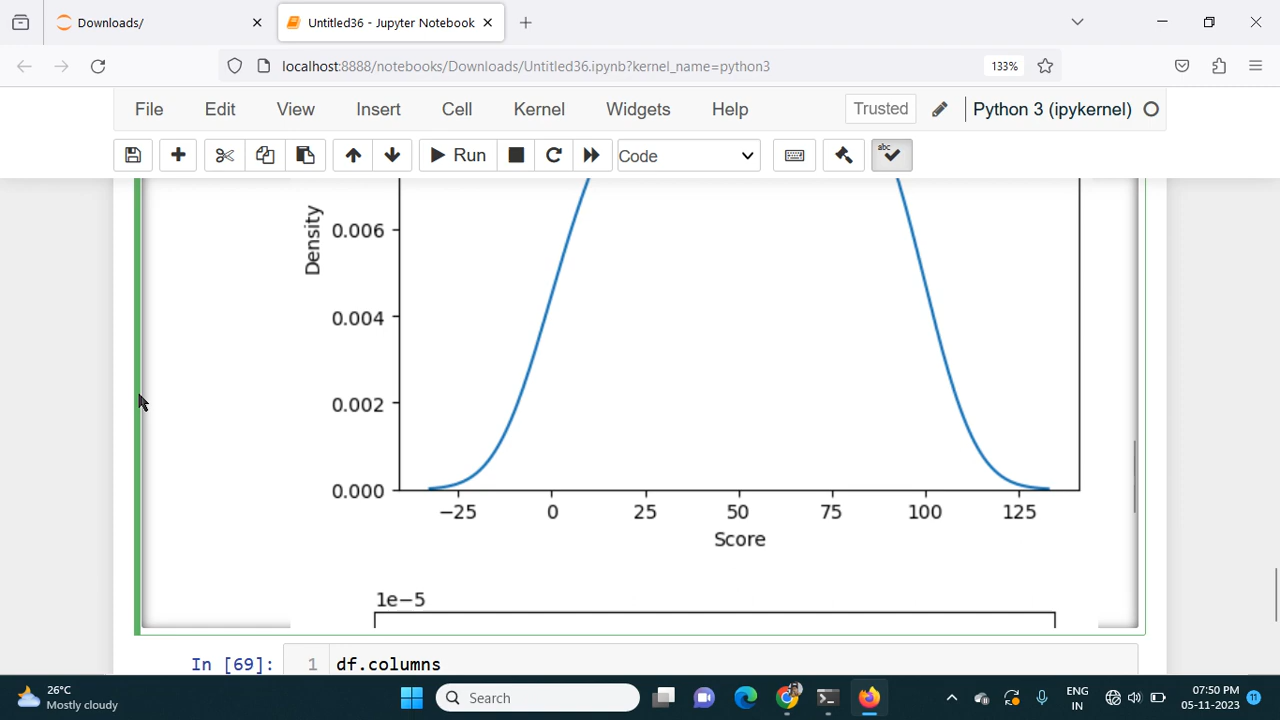 Downloads/
Untitled36 - Jupyter Notebook
localhost:8888/notebooks/Downloads/Untitled36.ipynb?kernel_name=python3
133%
File Edit View Insert Cell Kernel Widgets Help
Trusted
Python 3 (ipykernel)
Run
Code
abc
Density
0.006
0.004
0.002
0.000
−25 0 25 50 75 100 125
Score
1e−5
In [69]: 1 df.columns
26°C
Mostly cloudy
Search
ENG
IN
07:50 PM
05-11-2023
11